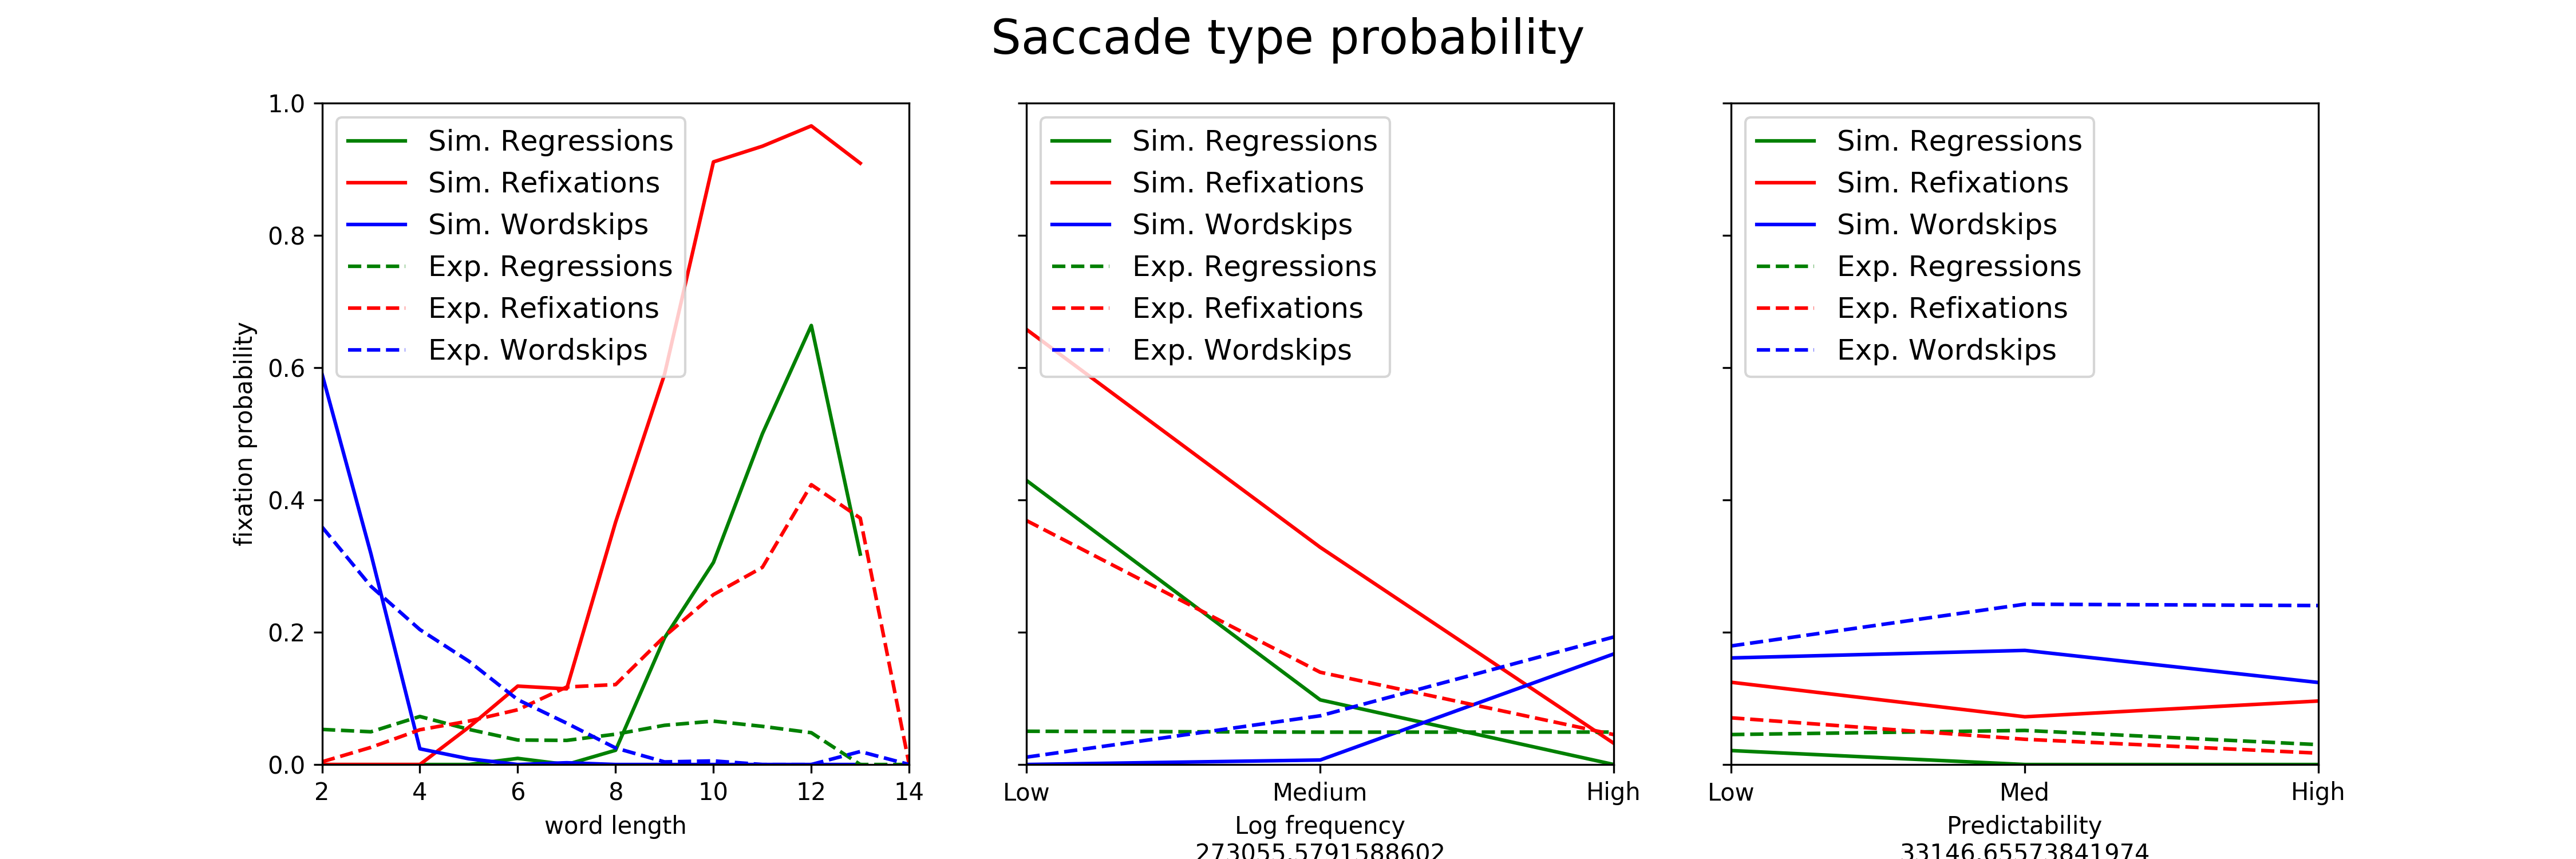 Saccade type probability
fixation probability
1.0
0.8
0.6
0.4
0.2
0.0
Sim. Regressions
Sim. Refixations
Sim. Wordskips
Exp. Regressions
Exp. Refixations
Exp. Wordskips
2 4 6 8 10 12 14
word length
Sim. Regressions
Sim. Refixations
Sim. Wordskips
Exp. Regressions
Exp. Refixations
Exp. Wordskips
Low Medium High
Log frequency
273055.5791588602
Sim. Regressions
Sim. Refixations
Sim. Wordskips
Exp. Regressions
Exp. Refixations
Exp. Wordskips
Low Med High
Predictability
33146.65573841974